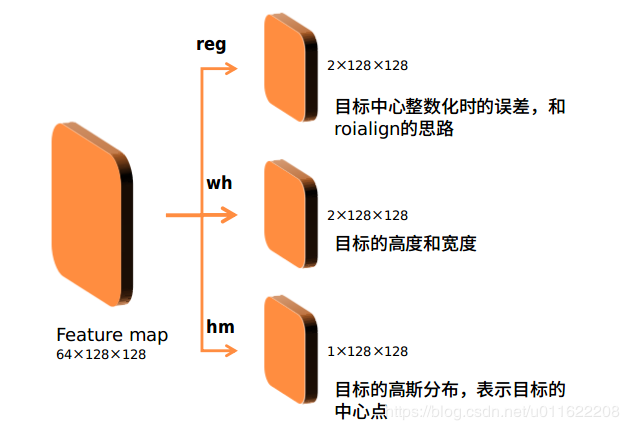 reg
2×128×128
目标中心整数化时的误差，和
roialign的思路
wh
2×128×128
目标的高度和宽度
Feature map
64×128×128
hm
1×128×128
目标的高斯分布，表示目标的
中心点
https://blog.csdn.net/u011622208